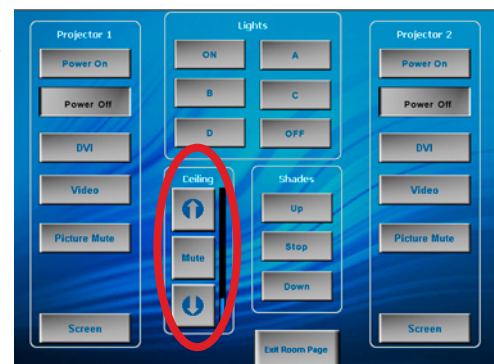 Projector 1
Power On
Power Off
DVI
Video
Picture Mute
Screen
Lights
ON
A
B
C
D
OFF
Ceiling
Mute
Shades
Up
Stop
Down
Exit Room Page
Projector 2
Power On
Power Off
DVI
Video
Picture Mute
Screen